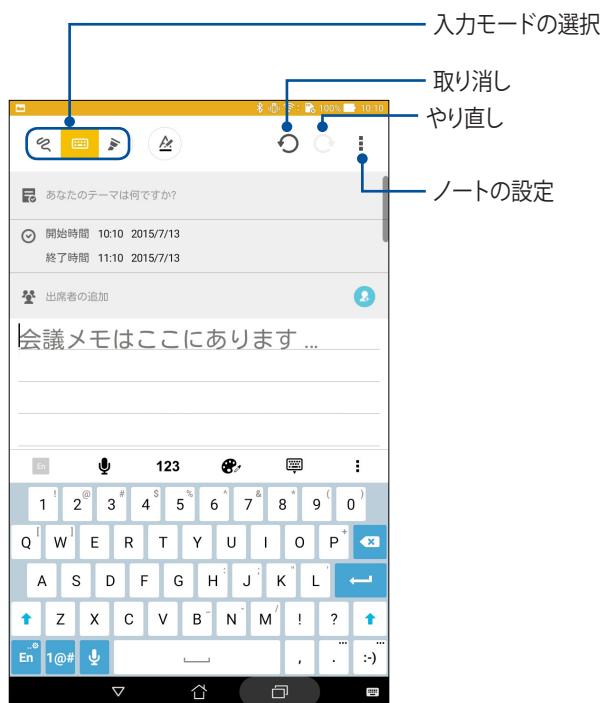 入力モードの選択
取り消し
やり直し
ノートの設定
100% 10:10
あなたのテーマは何ですか?
開始時間 10:10 2015/7/13
終了時間 11:10 2015/7/13
出席者の追加
会議メモはここにあります ...
En 123
1 ! 2 @ 3 # 4 $ 5 % 6 ^ 7 & 8 * 9 ( 0 )
Q [ W ] E R T Y U I O P +
A S D F G H : J ; K " L '
Z X C V B _ N - M / ! ?
En 1@# , . ... :-) ...